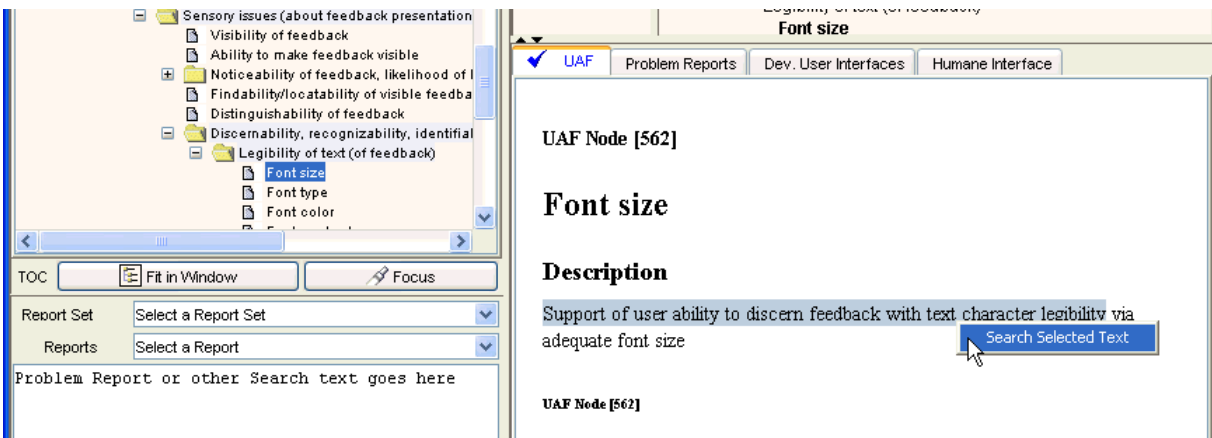 Sensory issues (about feedback presentation
Visibility of feedback
Ability to make feedback visible
Noticeability of feedback, likelihood of l
Findability/locatability of visible feedba
Distinguishability of feedback
Discernability, recognizability, identifial
Legibility of text (of feedback)
Font size
Font type
Font color
TOC
Fit in Window
Focus
Report Set
Select a Report Set
Reports
Select a Report
Problem Report or other Search text goes here
Legibility of text (of feedback)
Font size
UAF
Problem Reports
Dev. User Interfaces
Humane Interface
UAF Node [562]
Font size
Description
Support of user ability to discern feedback with text character legibility via
adequate font size
Search Selected Text
UAF Node [562]